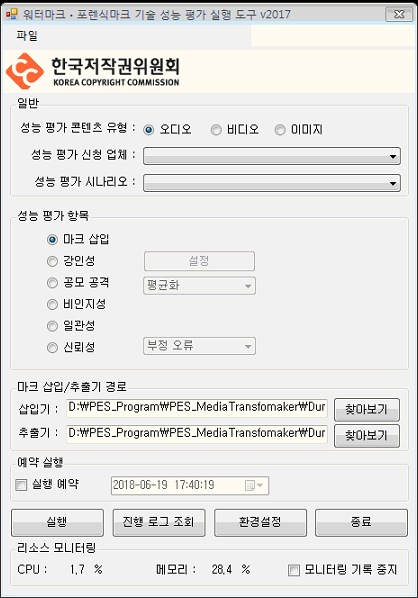 워터마크 · 포렌식마크 기술 성능 평가 실행 도구 v2017
파일
한국저작권위원회
KOREA COPYRIGHT COMMISSION
일반
성능 평가 콘텐츠 유형 : 오디오 비디오 이미지
성능 평가 신청 업체 :
성능 평가 시나리오 :
성능 평가 항목
마크 삽입
강인성 설정
공모 공격 평균화
비인지성
일관성
신뢰성 부정 오류
마크 삽입/추출기 경로
삽입기 : D:₩PES_Program₩PES_MediaTransfomaker₩Dur 찾아보기
추출기 : D:₩PES_Program₩PES_MediaTransfomaker₩Dur 찾아보기
예약 실행
실행 예약 2018-06-19 17:40:19
실행 진행 로그 조회 환경설정 종료
리소스 모니터링
CPU : 1.7 % 메모리 : 28.4 % 모니터링 기록 중지